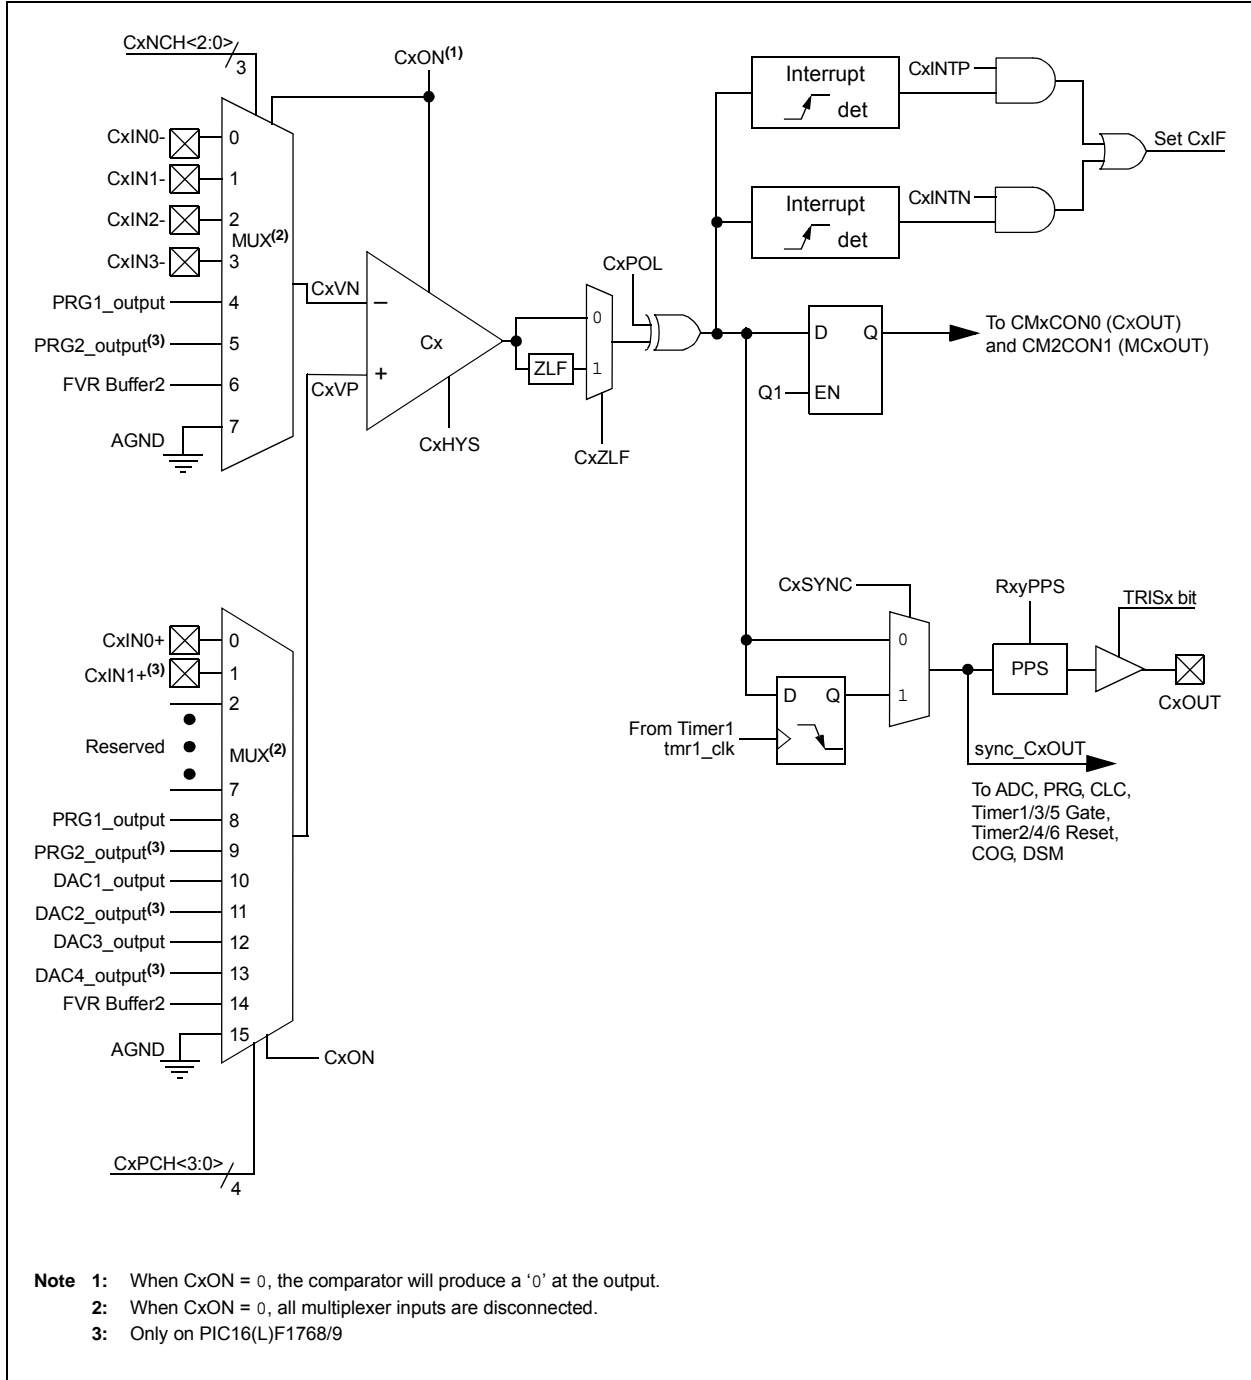 CxNCH<2:0>
3
CxON(1)
CxIN0-
0
CxIN1-
1
CxIN2-
2
MUX(2)
CxIN3-
3
PRG1_output
4
PRG2_output(3)
5
FVR Buffer2
6
7
AGND
CxVN
–
Cx
+
CxVP
CxHYS
ZLF
0
1
CxZLF
CxPOL
Interrupt
det
CxINTP
Interrupt
det
CxINTN
Set CxIF
D
Q
Q1
EN
To CMxCON0 (CxOUT)
and CM2CON1 (MCxOUT)
CxIN0+
0
CxIN1+(3)
1
2
Reserved
MUX(2)
7
PRG1_output
8
PRG2_output(3)
9
DAC1_output
10
DAC2_output(3)
11
DAC3_output
12
DAC4_output(3)
13
FVR Buffer2
14
15
AGND
CxON
CxPCH<3:0>
4
CxSYNC
0
1
D
Q
From Timer1
tmr1_clk
RxyPPS
PPS
TRISx bit
CxOUT
sync_CxOUT
To ADC, PRG, CLC,
Timer1/3/5 Gate,
Timer2/4/6 Reset,
COG, DSM
Note 1: When CxON = 0, the comparator will produce a ‘0’ at the output.
2: When CxON = 0, all multiplexer inputs are disconnected.
3: Only on PIC16(L)F1768/9